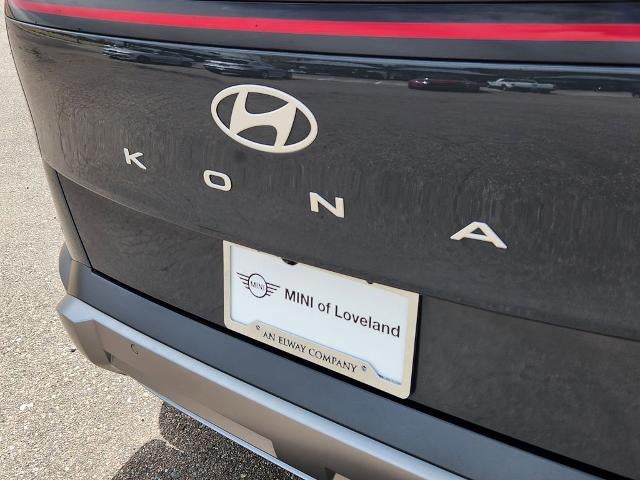 KONA
MINI
MINI of Loveland
AN ELWAY COMPANY